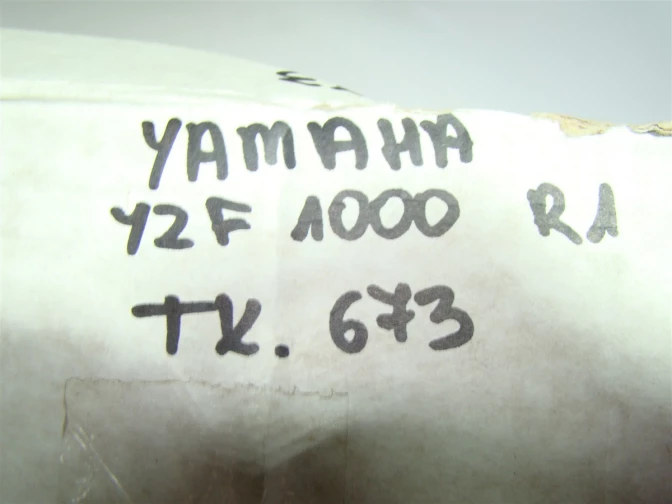 YAMAHA
YZF 1000 R1
TK. 673